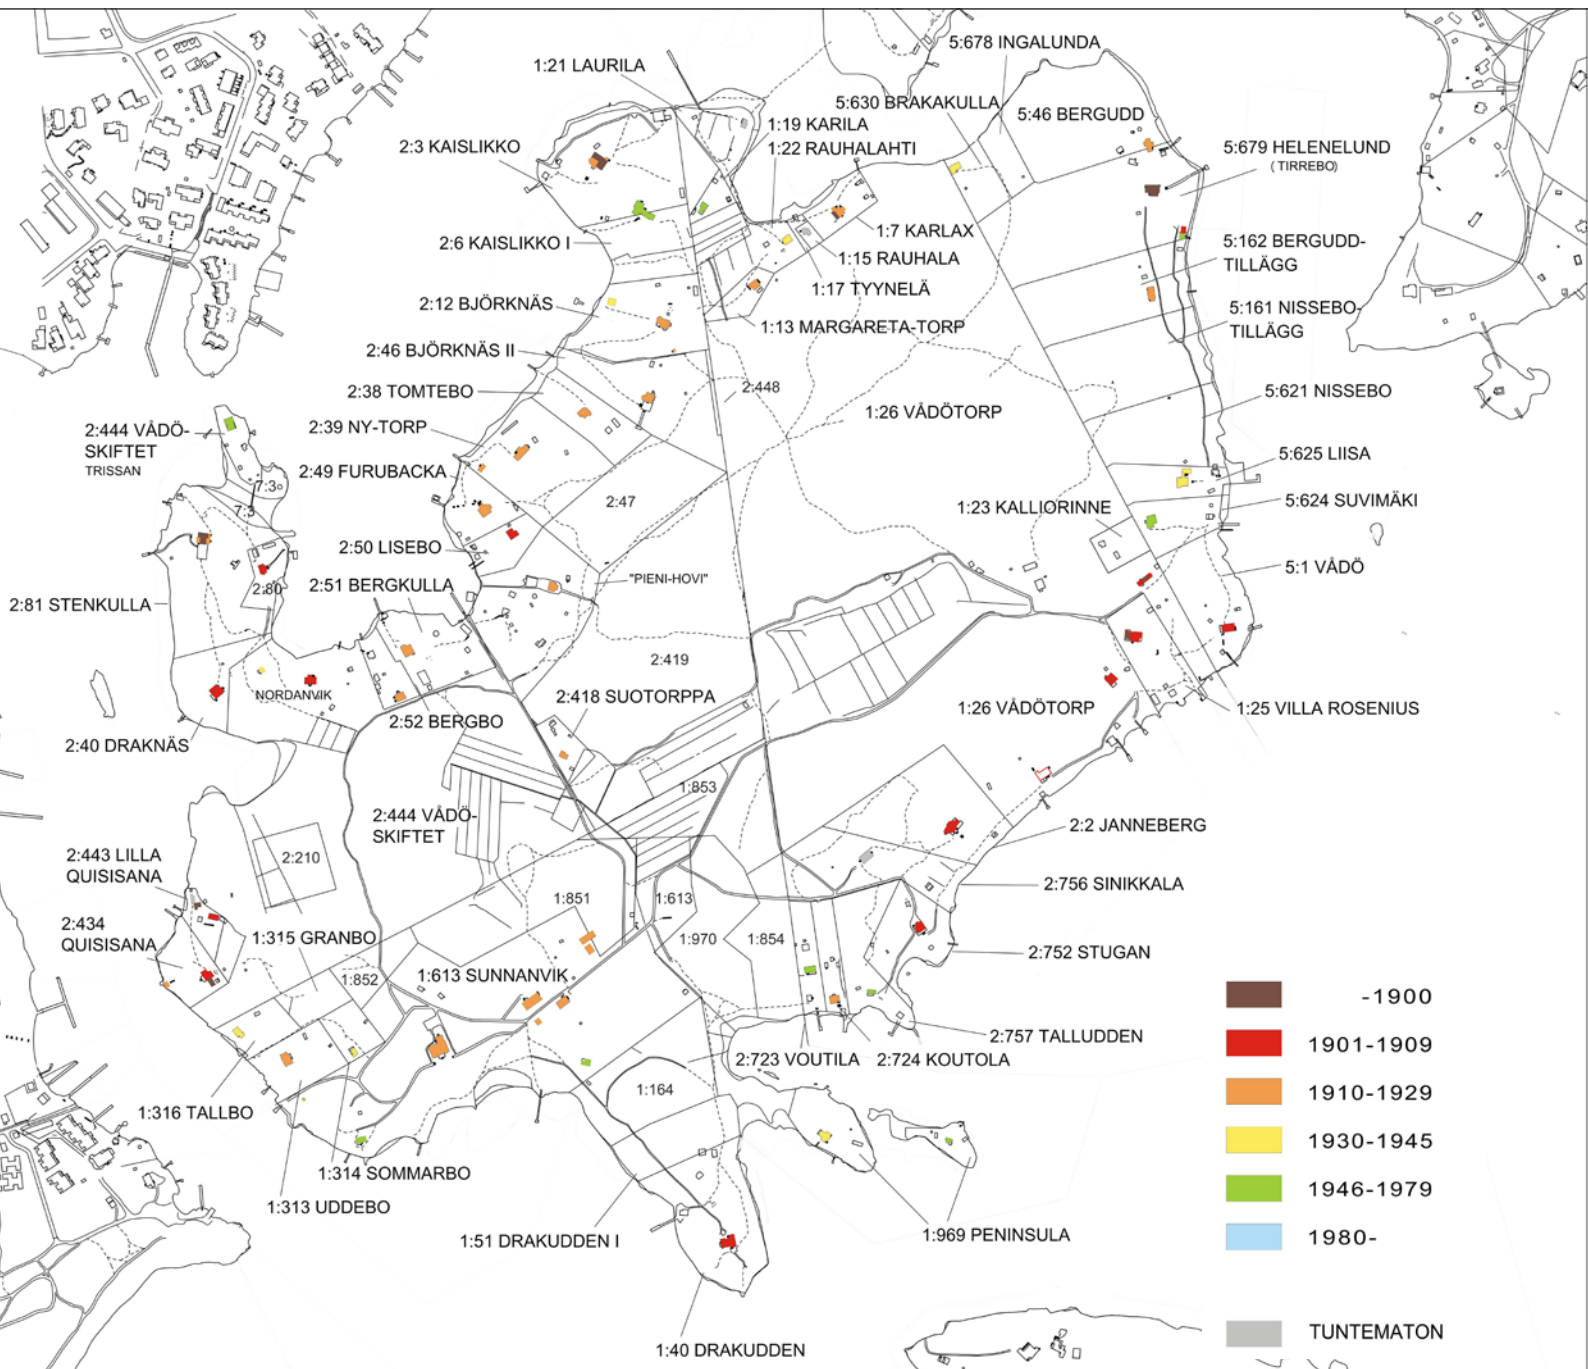 5:678 INGALUNDA
1:21 LAURILA
5:630 BRAKAKULLA
5:46 BERGUDD
1:19 KARILA
2:3 KAISLIKKO
1:22 RAUHALAHTI
5:679 HELENELUND
( TIRREBO)
1:7 KARLAX
2:6 KAISLIKKO I
5:162 BERGUDD-
TILLÄGG
1:15 RAUHALA
1:17 TYYNELÄ
2:12 BJÖRKNÄS
5:161 NISSEBO-
TILLÄGG
1:13 MARGARETA-TORP
2:46 BJÖRKNÄS II
2:38 TOMTEBO
2:448
5:621 NISSEBO
1:26 VÅDÖTORP
2:39 NY-TORP
2:444 VÅDÖ-
SKIFTET
TRISSAN
5:625 LIISA
2:49 FURUBACKA
7:3
7:3
2:47
1:23 KALLIORINNE
5:624 SUVIMÄKI
2:50 LISEBO
5:1 VÅDÖ
"PIENI-HOVI"
2:51 BERGKULLA
2:80
2:81 STENKULLA
2:419
NORDANVIK
2:418 SUOTORPPA
1:26 VÅDÖTORP
1:25 VILLA ROSENIUS
2:52 BERGBO
2:40 DRAKNÄS
1:853
2:444 VÅDÖ-
SKIFTET
2:2 JANNEBERG
2:443 LILLA
QUISISANA
2:210
2:756 SINIKKALA
1:851
1:613
2:434
QUISISANA
1:315 GRANBO
1:970
1:854
2:752 STUGAN
1:852
1:613 SUNNANVIK
-1900
2:757 TALLUDDEN
1901-1909
2:723 VOUTILA
2:724 KOUTOLA
1:164
1910-1929
1:316 TALLBO
1930-1945
1:314 SOMMARBO
1946-1979
1:313 UDDEBO
1:969 PENINSULA
1980-
1:51 DRAKUDDEN I
TUNTEMATON
1:40 DRAKUDDEN